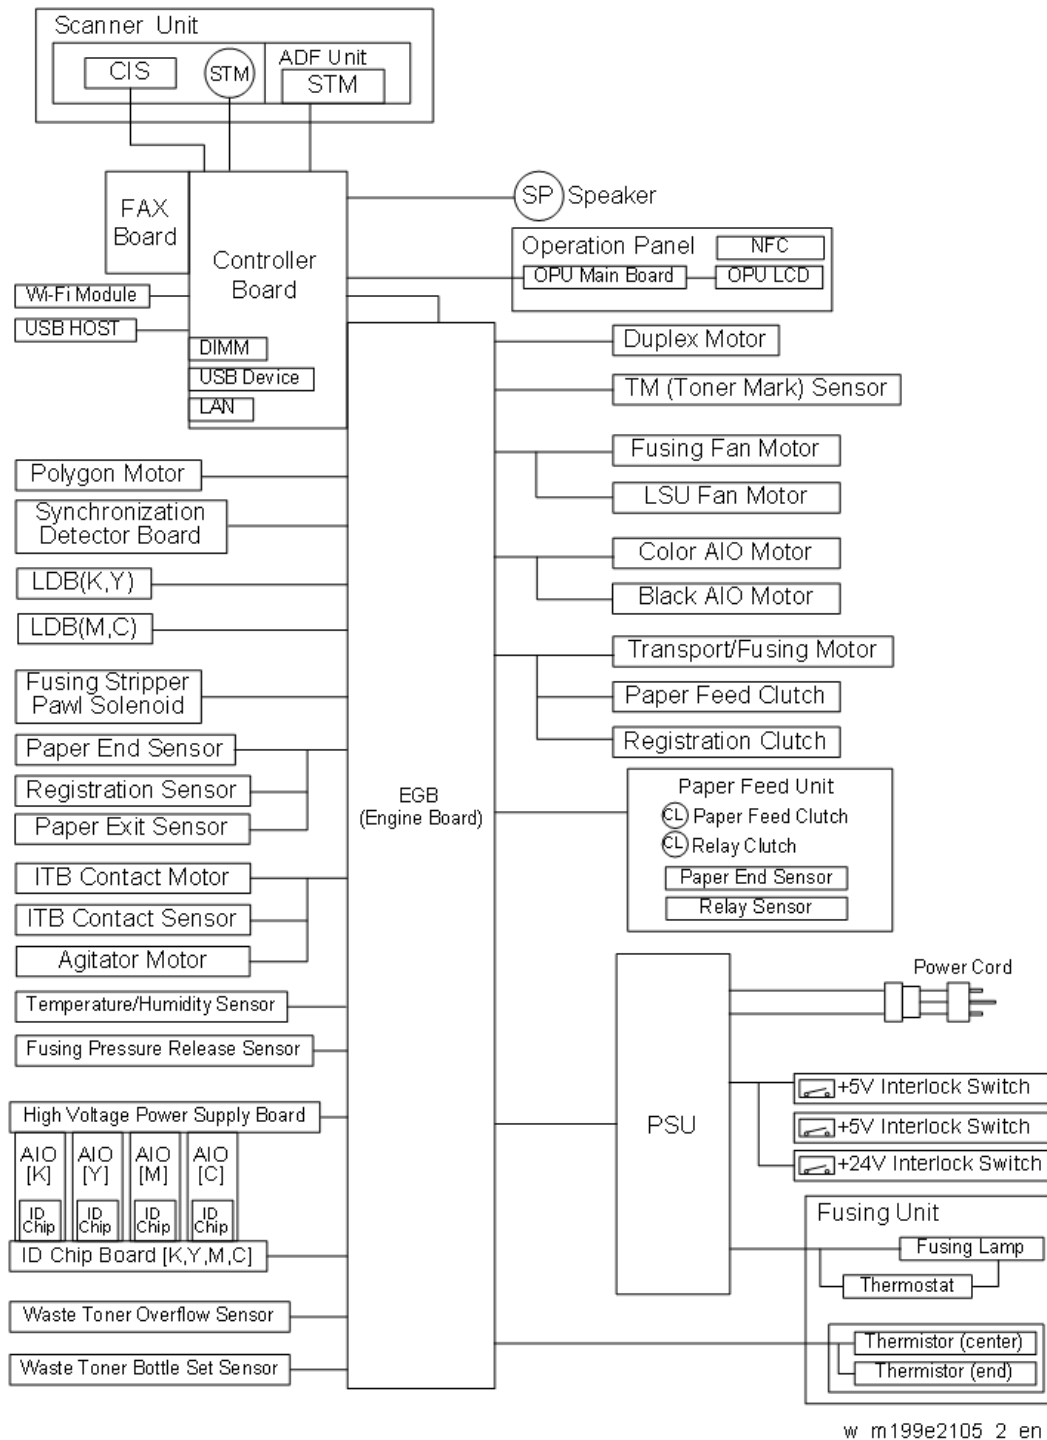 Scanner Unit
CIS
STM
ADF Unit
STM
FAX
Board
Controller
Board
SP Speaker
Operation Panel
NFC
OPU Main Board
OPU LCD
Wi-Fi Module
USB HOST
DIMM
USB Device
LAN
Duplex Motor
TM (Toner Mark) Sensor
Fusing Fan Motor
LSU Fan Motor
Color AIO Motor
Black AIO Motor
Transport/Fusing Motor
Paper Feed Clutch
Registration Clutch
Polygon Motor
Synchronization
Detector Board
LDB(K,Y)
LDB(M,C)
Fusing Stripper
Pawl Solenoid
Paper End Sensor
Registration Sensor
Paper Exit Sensor
ITB Contact Motor
ITB Contact Sensor
Agitator Motor
Temperature/Humidity Sensor
Fusing Pressure Release Sensor
High Voltage Power Supply Board
AIO
[K]
AIO
[Y]
AIO
[M]
AIO
[C]
ID
Chip
ID
Chip
ID
Chip
ID
Chip
ID Chip Board [K,Y,M,C]
Waste Toner Overflow Sensor
Waste Toner Bottle Set Sensor
EGB
(Engine Board)
Paper Feed Unit
CL Paper Feed Clutch
CL Relay Clutch
Paper End Sensor
Relay Sensor
PSU
Power Cord
+5V Interlock Switch
+5V Interlock Switch
+24V Interlock Switch
Fusing Unit
Fusing Lamp
Thermostat
Thermistor (center)
Thermistor (end)
w_m199e2105_2_en